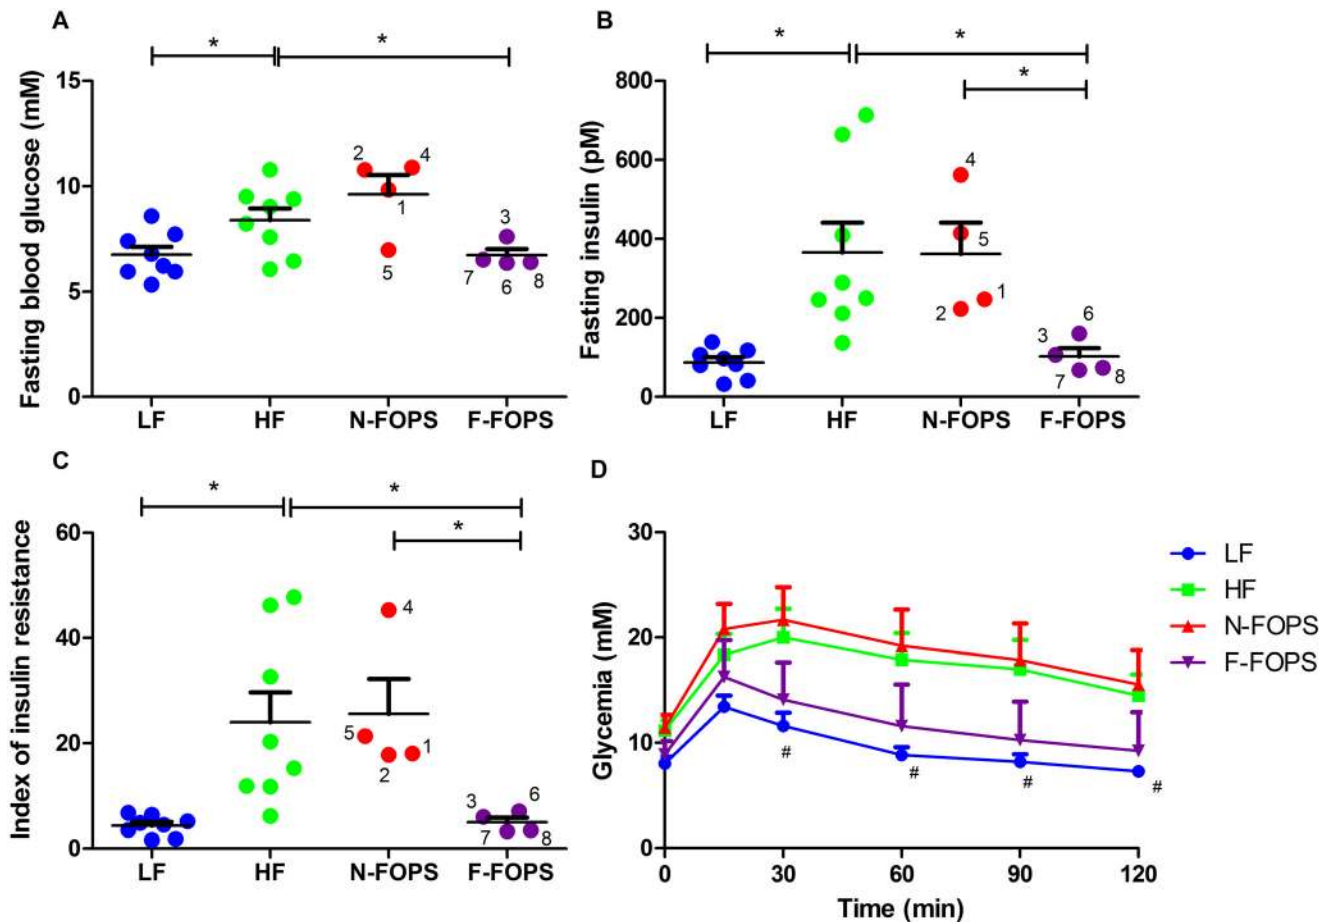 A
*
*
Fasting blood glucose (mM)
15
10
5
0
2
4
1
5
3
7
6
8
LF
HF
N-FOPS
F-FOPS
B
*
*
*
Fasting insulin (pM)
800
600
400
200
0
4
5
2
1
3
6
7
8
LF
HF
N-FOPS
F-FOPS
C
*
*
*
Index of insulin resistance
60
40
20
0
4
5
2
1
3
6
7
8
LF
HF
N-FOPS
F-FOPS
D
Glycemia (mM)
30
20
10
0
#
#
#
#
0
30
60
90
120
Time (min)
LF
HF
N-FOPS
F-FOPS